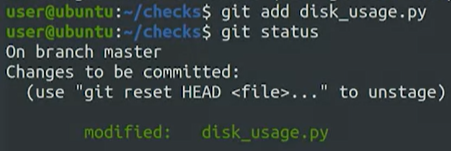 user@ubuntu:~/checks$ git add disk_usage.py
user@ubuntu:~/checks$ git status
On branch master
Changes to be committed:
  (use "git reset HEAD <file>..." to unstage)

        modified:   disk_usage.py